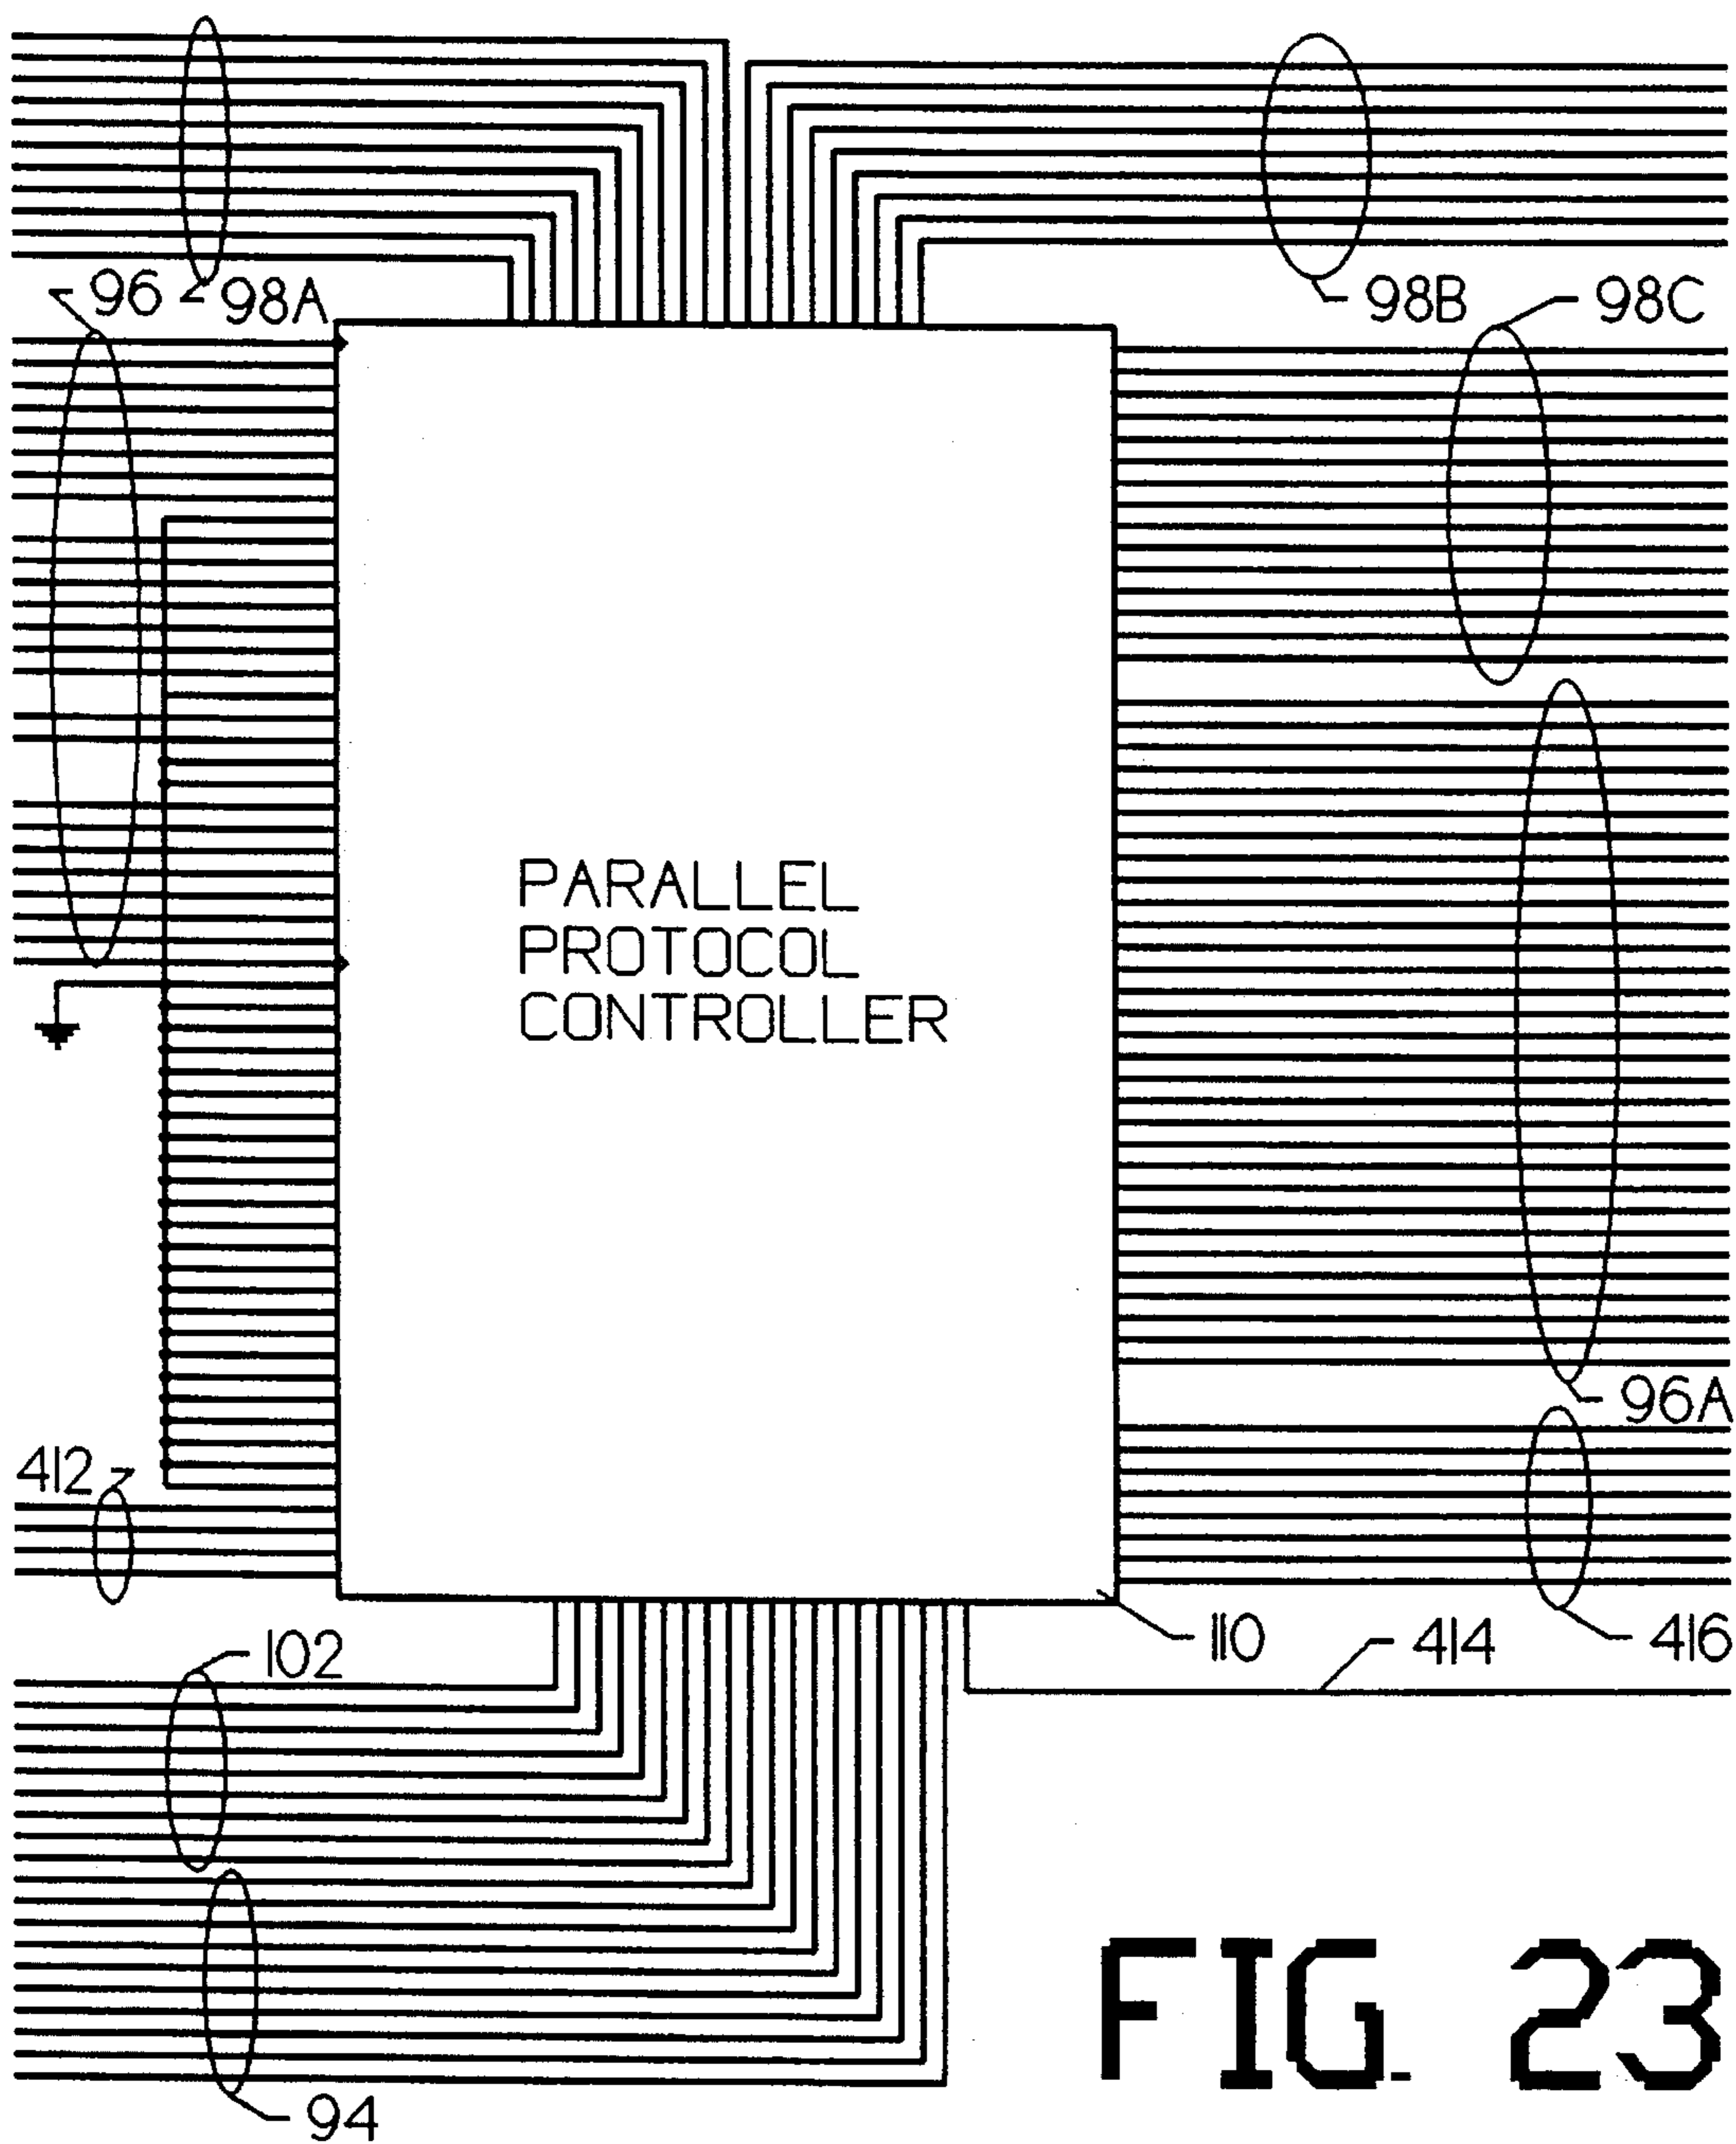 96
98A
98B
98C
PARALLEL
PROTOCOL
CONTROLLER
96A
412
102
110
414
416
94
FIG. 23